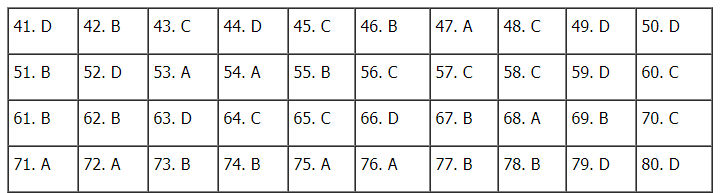 41. D 42. B 43. C 44. D 45. C 46. B 47. A 48. C 49. D 50. D
51. B 52. D 53. A 54. A 55. B 56. C 57. C 58. C 59. D 60. C
61. B 62. B 63. D 64. C 65. C 66. D 67. B 68. A 69. B 70. C
71. A 72. A 73. B 74. B 75. A 76. A 77. B 78. B 79. D 80. D